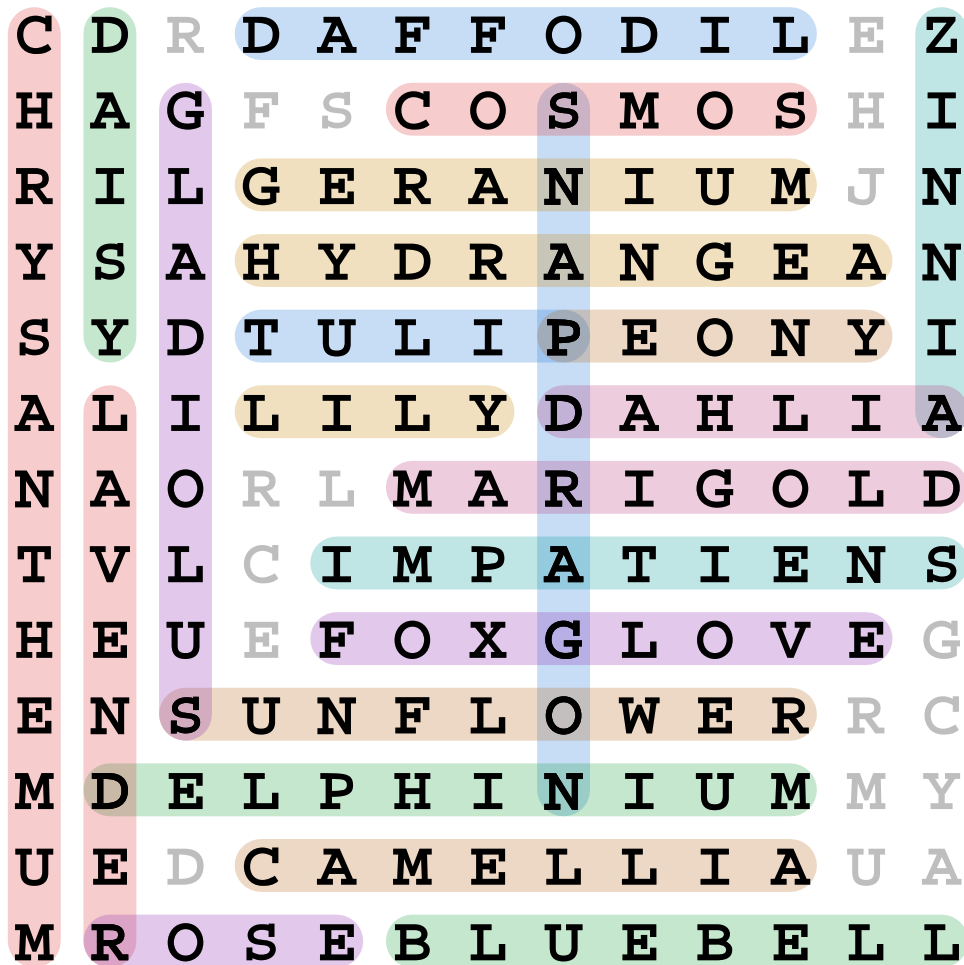 C D R D A F F O D I L E Z
H A G F S C O S M O S H I
R I L G E R A N I U M J N
Y S A H Y D R A N G E A N
S Y D T U L I P E O N Y I
A L I L I L Y D A H L I A
N A O R L M A R I G O L D
T V L C I M P A T I E N S
H E U E F O X G L O V E G
E N S U N F L O W E R R C
M D E L P H I N I U M M Y
U E D C A M E L L I A U A
M R O S E B L U E B E L L